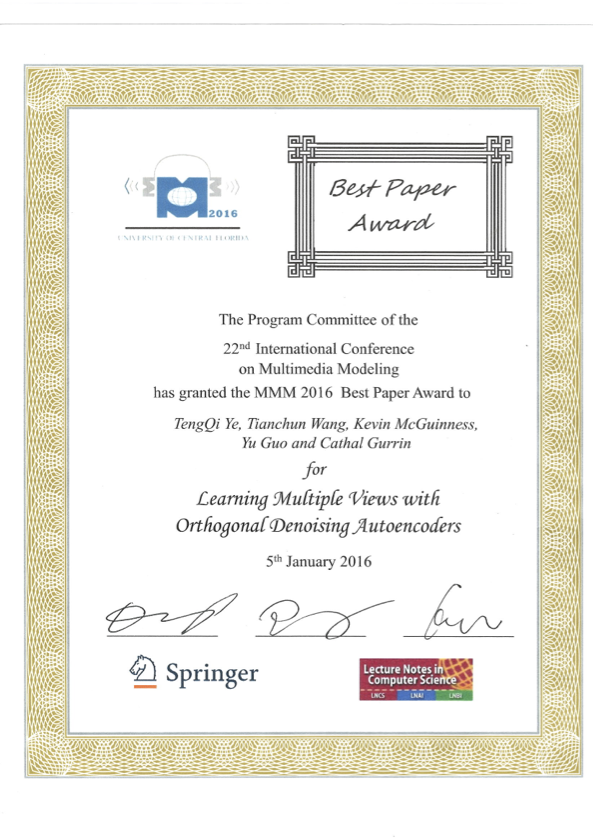 2016
UNIVERSITY OF CENTRAL FLORIDA
Best Paper
Award
The Program Committee of the
22nd International Conference
on Multimedia Modeling
has granted the MMM 2016 Best Paper Award to
TengQi Ye, Tianchun Wang, Kevin McGuinness,
Yu Guo and Cathal Gurrin
for
Learning Multiple Views with
Orthogonal Denoising Autoencoders
5th January 2016
Springer
Lecture Notes in
Computer Science
LNCS LNAI LNBI